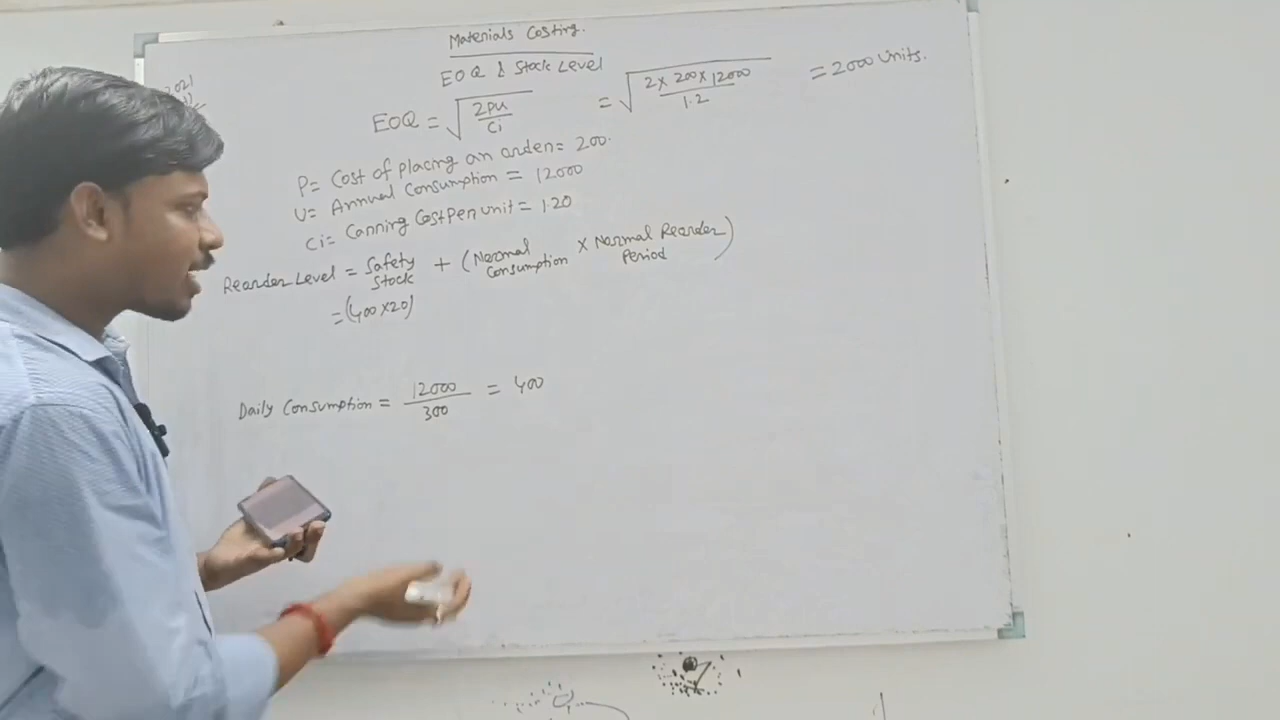 Materials Costing.
EOQ & Stock Level
2021
EOQ = √(2PU/Ci) = √(2 x 200 x 12000/1.2) = 2000 Units.
P = Cost of placing an order = 200.
U = Annual Consumption = 12000
Ci = Carrying Cost Per unit = 1.20
Reorder Level = Safety Stock + (Normal Consumption X Normal Reorder Period)
= (400 x 20)
Daily Consumption = 12000/300 = 400